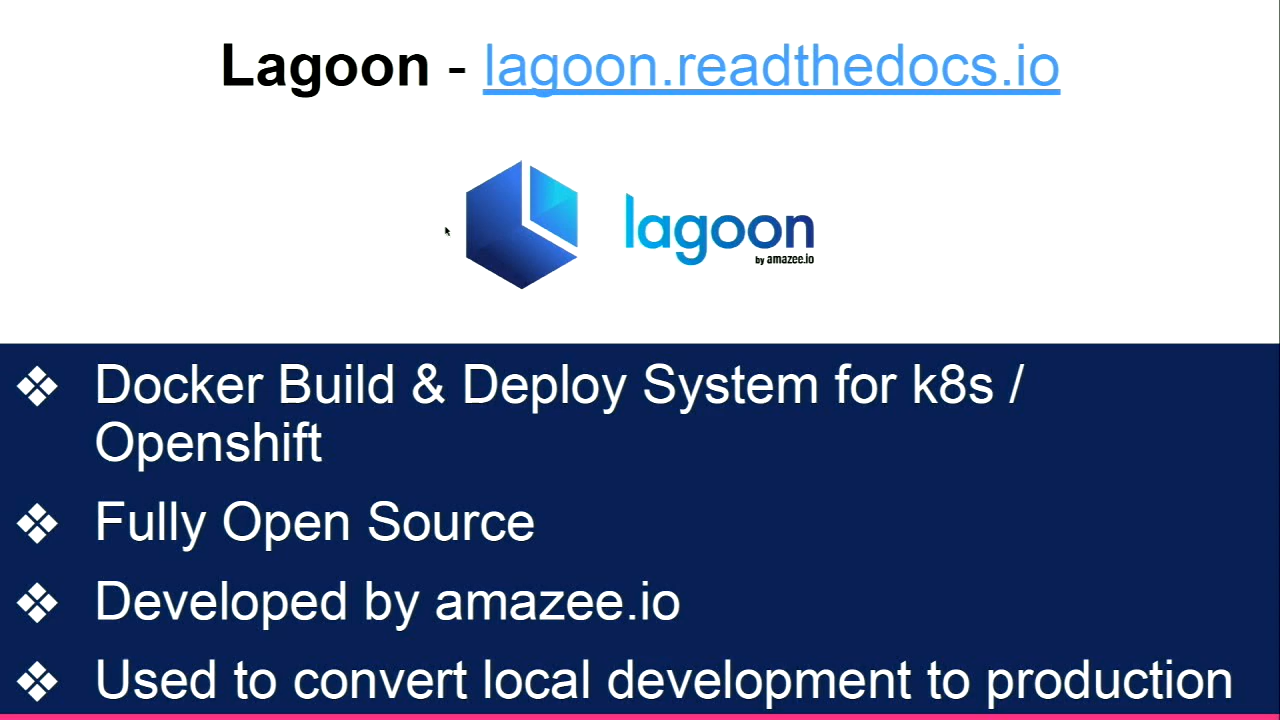 Lagoon - lagoon.readthedocs.io
lagoon
by amazee.io
❖ Docker Build & Deploy System for k8s /
Openshift
❖ Fully Open Source
❖ Developed by amazee.io
❖ Used to convert local development to production